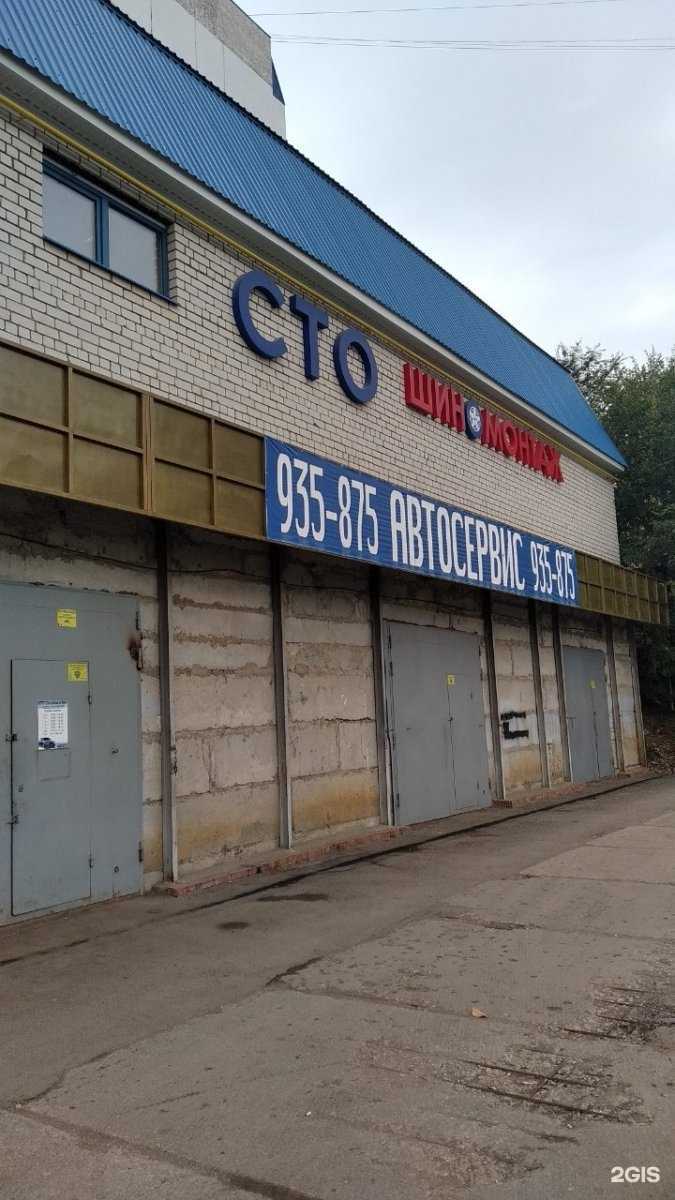 СТО
ШИНОМОНТАЖ
935-875 АВТОСЕРВИС 935-875
2GIS